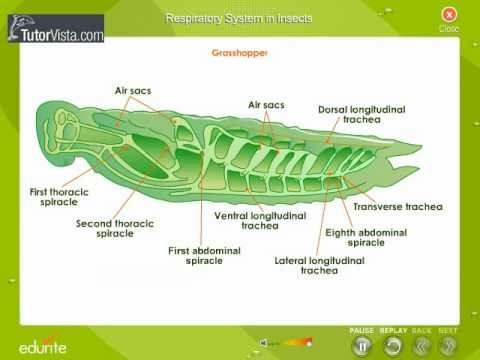 TutorVista.com
Respiratory System in Insects
x
Close
Grasshopper
Air sacs
Air sacs
Dorsal longitudinal
trachea
First thoracic
spiracle
Second thoracic
spiracle
First abdominal
spiracle
Ventral longitudinal
trachea
Lateral longitudinal
trachea
Eighth abdominal
spiracle
Transverse trachea
edurite
PAUSE REPLAY BACK NEXT